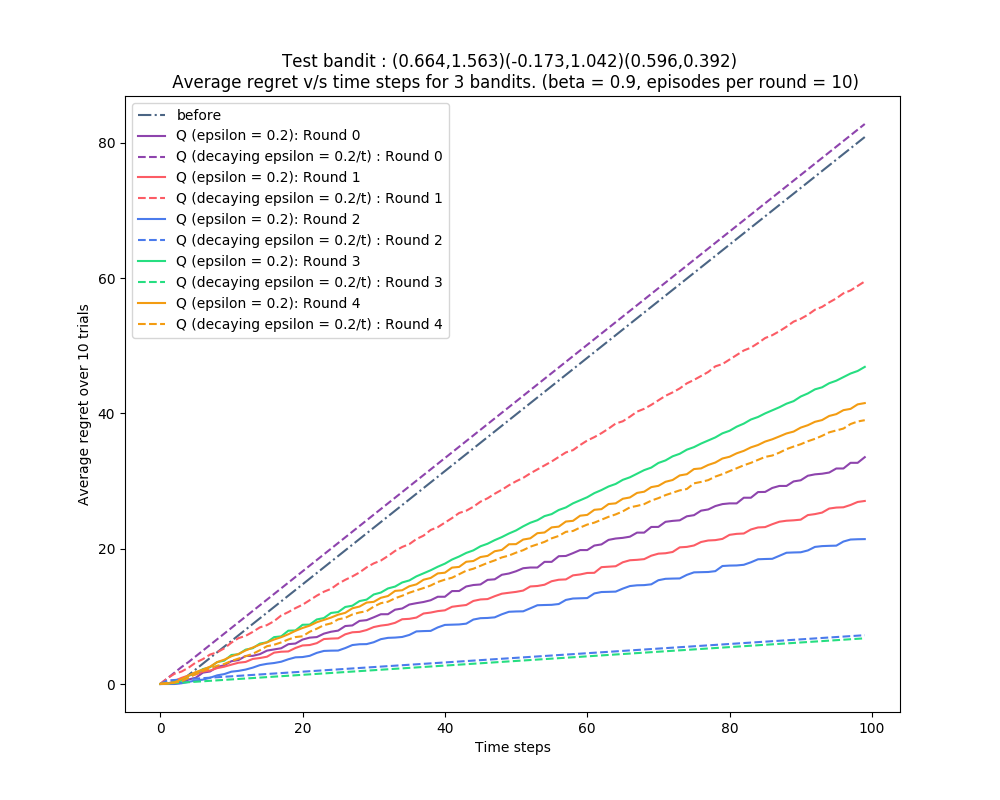 Test bandit : (0.664,1.563)(-0.173,1.042)(0.596,0.392)
Average regret v/s time steps for 3 bandits. (beta = 0.9, episodes per round = 10)
before
Q (epsilon = 0.2): Round 0
Q (decaying epsilon = 0.2/t) : Round 0
Q (epsilon = 0.2): Round 1
Q (decaying epsilon = 0.2/t) : Round 1
Q (epsilon = 0.2): Round 2
Q (decaying epsilon = 0.2/t) : Round 2
Q (epsilon = 0.2): Round 3
Q (decaying epsilon = 0.2/t) : Round 3
Q (epsilon = 0.2): Round 4
Q (decaying epsilon = 0.2/t) : Round 4
Average regret over 10 trials
80
60
40
20
0
0 20 40 60 80 100
Time steps